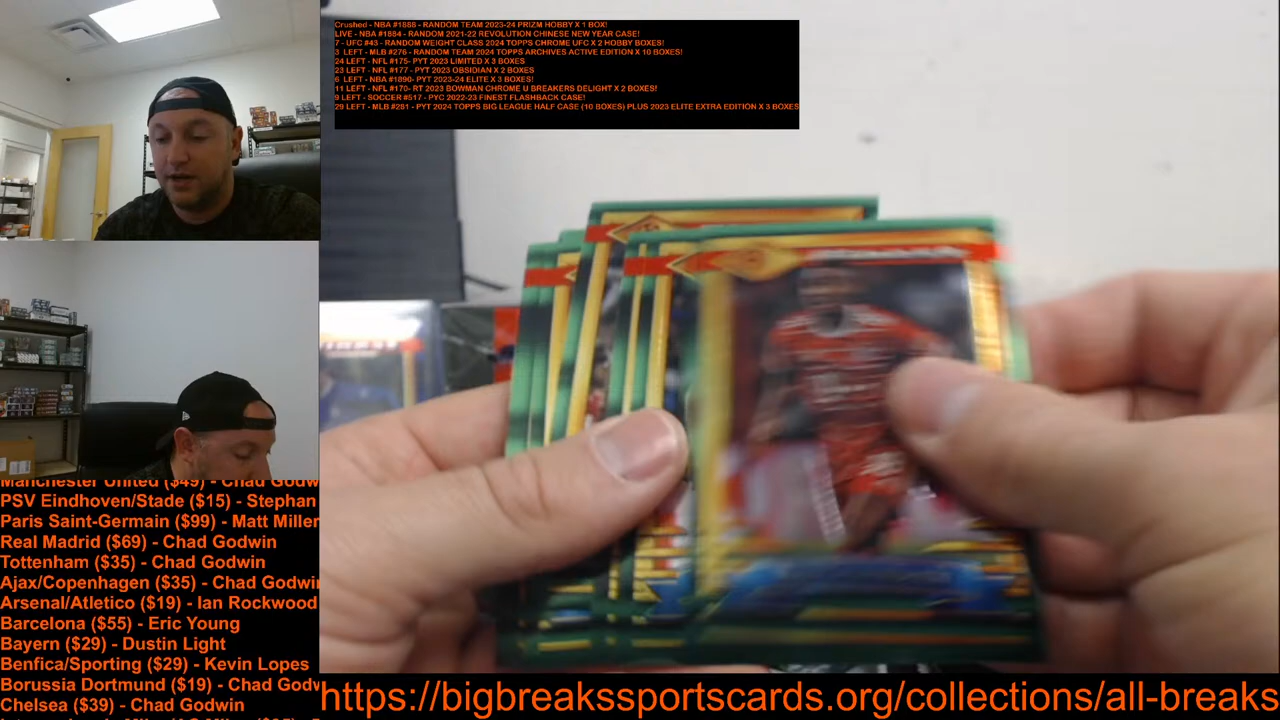 Crushed - NBA #1888 - RANDOM TEAM 2023-24 PRIZM HOBBY X 1 BOX!
LIVE - NBA #1884 - RANDOM 2021-22 REVOLUTION CHINESE NEW YEAR CASE!
7 - UFC #43 - RANDOM WEIGHT CLASS 2024 TOPPS CHROME UFC X 2 HOBBY BOXES!
3 LEFT - MLB #276 - RANDOM TEAM 2024 TOPPS ARCHIVES ACTIVE EDITION X 10 BOXES!
24 LEFT - NFL #175- PYT 2023 LIMITED X 3 BOXES
23 LEFT - NFL #177 - PYT 2023 OBSIDIAN X 2 BOXES
6 LEFT - NBA #1890- PYT 2023-24 ELITE X 3 BOXES!
11 LEFT - NFL #170- RT 2023 BOWMAN CHROME U BREAKERS DELIGHT X 2 BOXES!
9 LEFT - SOCCER #517 - PYC 2022-23 FINEST FLASHBACK CASE!
29 LEFT - MLB #281 - PYT 2024 TOPPS BIG LEAGUE HALF CASE (10 BOXES) PLUS 2023 ELITE EXTRA EDITION X 3 BOXES
Manchester United ($49) - Chad Godw
PSV Eindhoven/Stade ($15) - Stephan
Paris Saint-Germain ($99) - Matt Miller
Real Madrid ($69) - Chad Godwin
Tottenham ($35) - Chad Godwin
Ajax/Copenhagen ($35) - Chad Godwi
Arsenal/Atletico ($19) - Ian Rockwood
Barcelona ($55) - Eric Young
Bayern ($29) - Dustin Light
Benfica/Sporting ($29) - Kevin Lopes
Borussia Dortmund ($19) - Chad Godw
Chelsea ($39) - Chad Godwin
https://bigbreakssportscards.org/collections/all-breaks